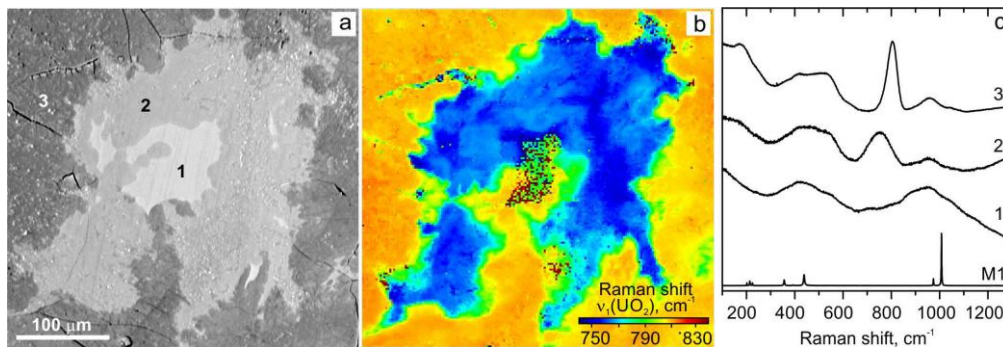 a
3
2
1
100 μm
b
Raman shift
ν₁(UO₂), cm⁻¹
750 790 830
c
3
2
1
M1
200 400 600 800 1000
Raman shift, cm⁻¹